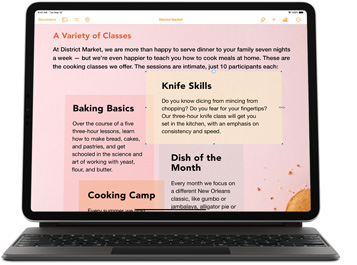 Documents
District Market
A Variety of Classes
At District Market, we are more than happy to serve dinner to your family seven nights
a week — but we're even happier to teach you how to cook meals at home. These are
the cooking classes we offer. The sessions are intimate, just 10 participants each:
Knife Skills
Do you know dicing from mincing from
chopping? Do you fear for your fingertips?
Our three-session knife class will get you
set in the kitchen, with an emphasis on
consistency and speed.
Baking Basics
Over the course of a five
three-hour lessons, learn
how to make bread, cakes,
and pastries, and get
schooled in the science and
art of working with yeast,
flour, and butter.
Dish of the
Month
Every month we focus on
a different New Orleans
classic, like gumbo or
jambalaya, alligator pie or
Cooking Camp
Every summer we